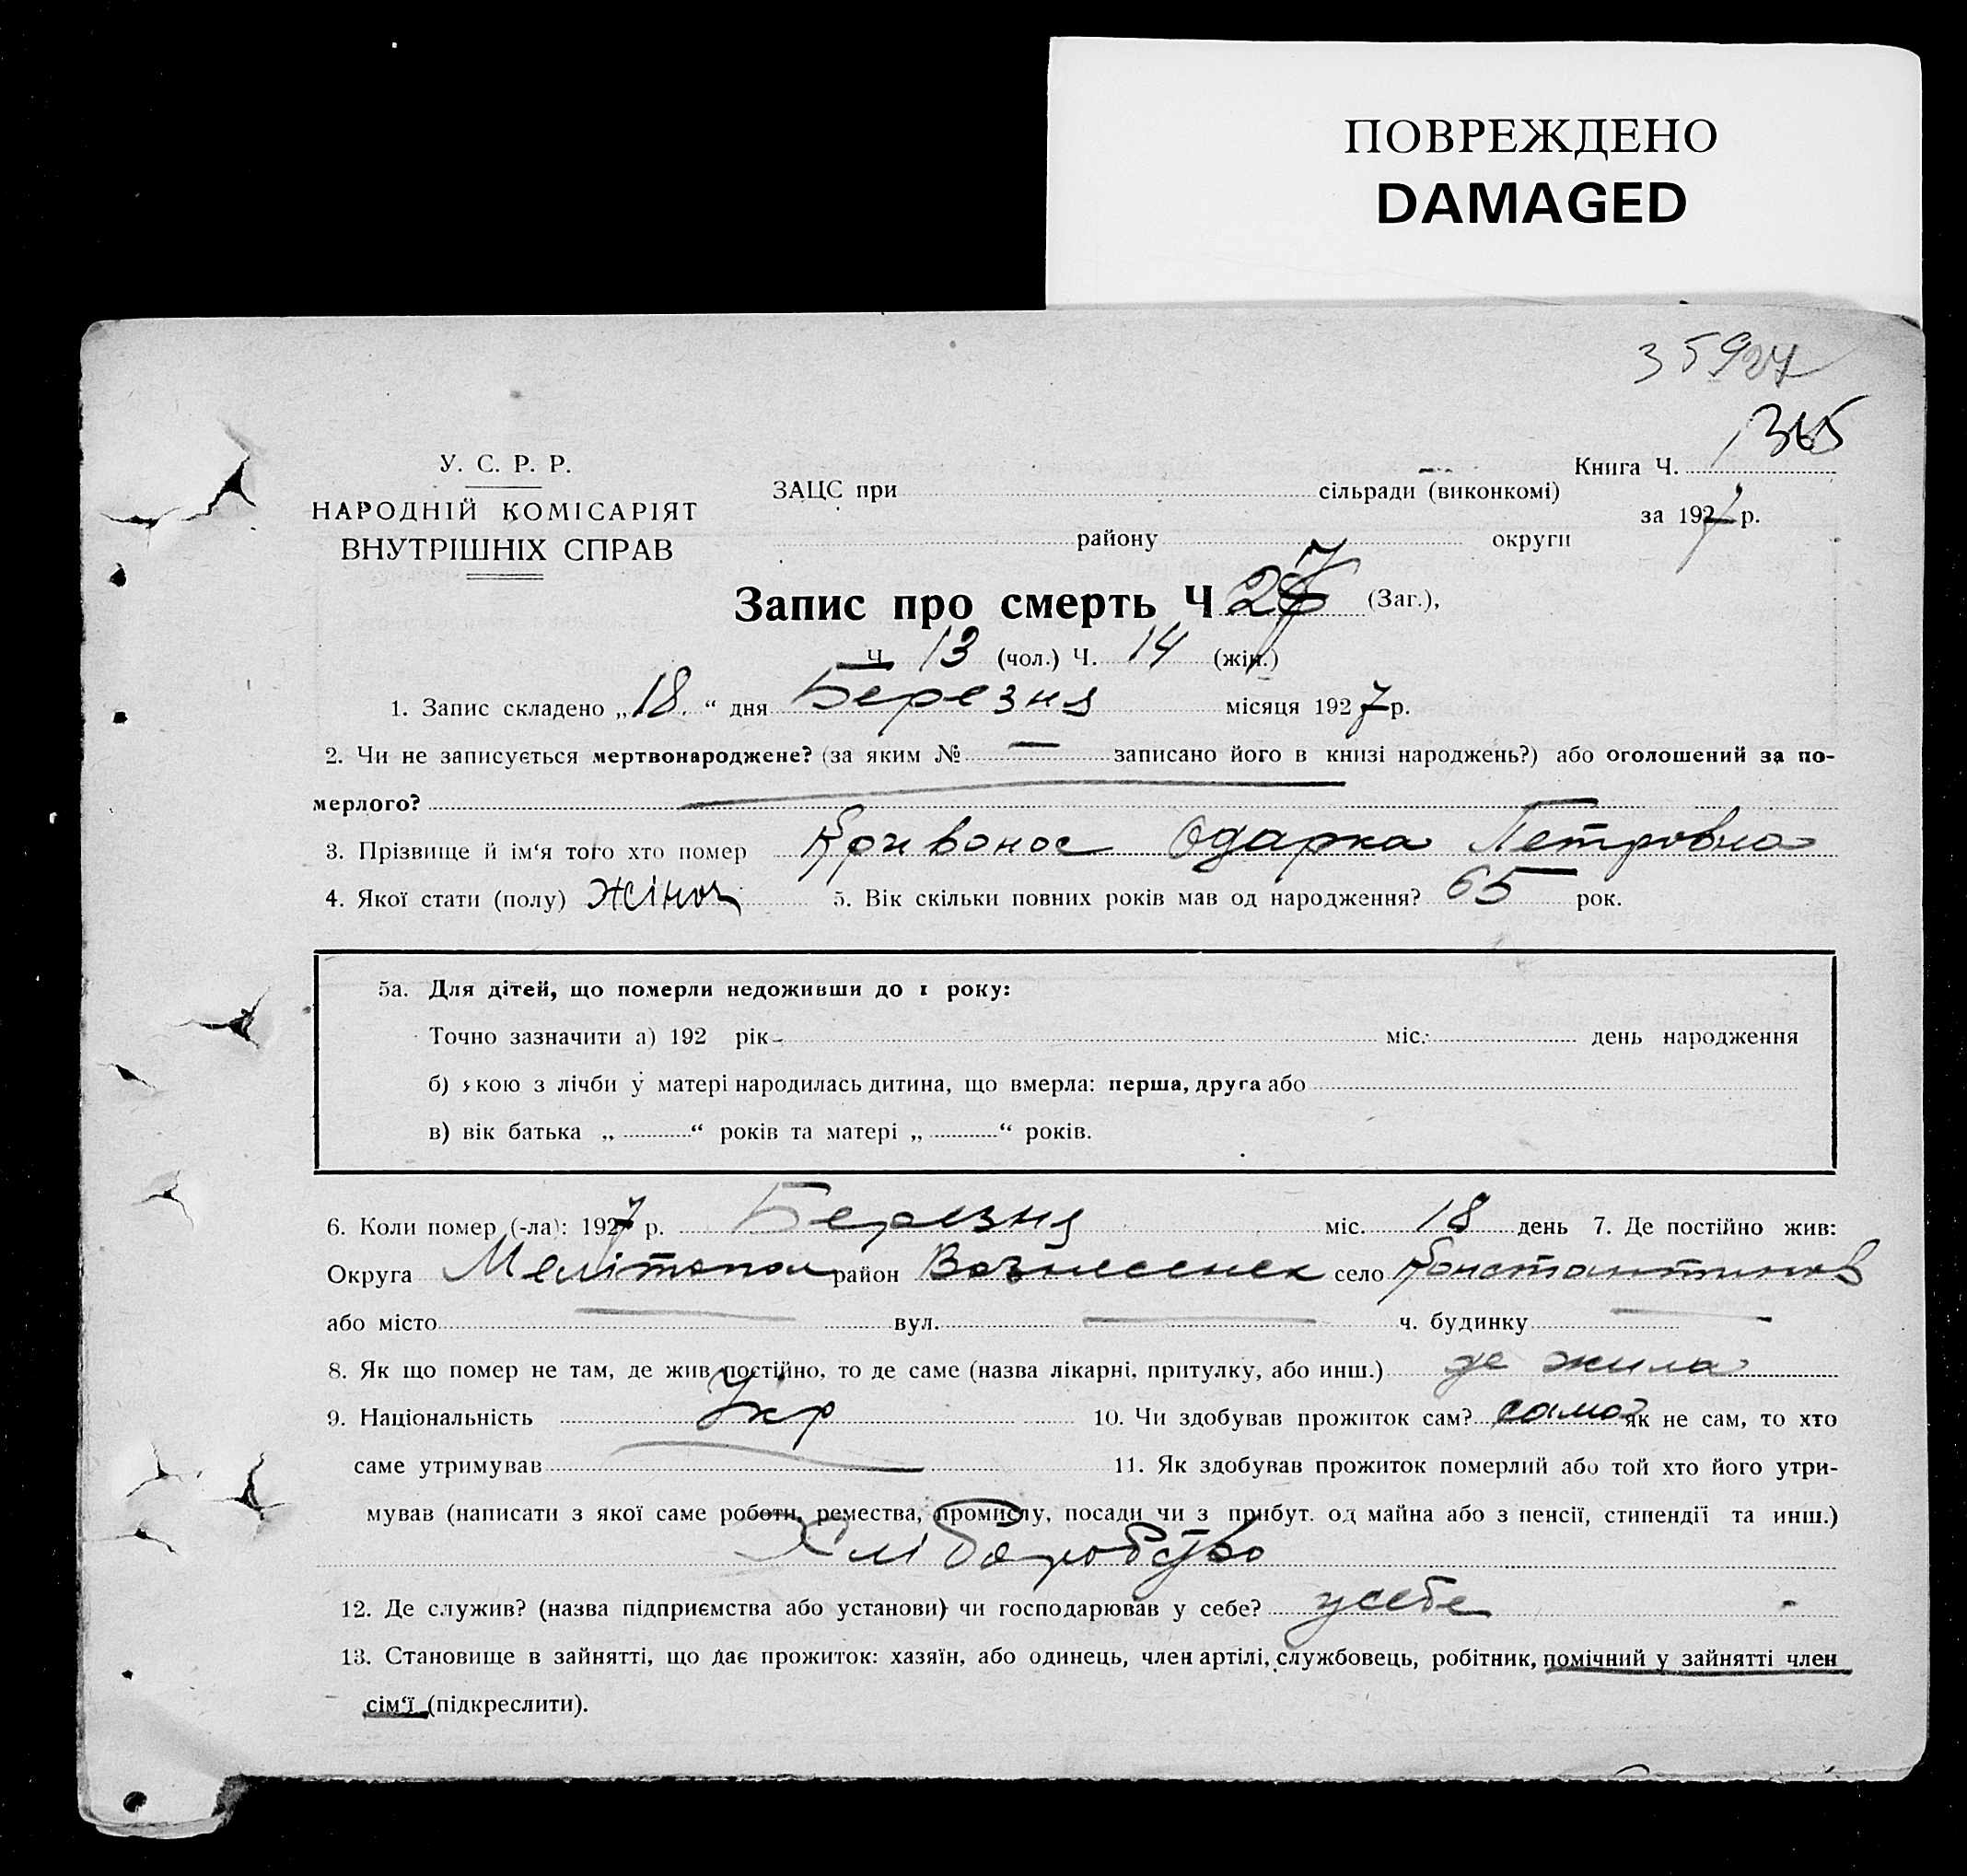 ПОВРЕЖДЕНО
DAMAGED
35927
У. С. Р. Р.
НАРОДНІЙ КОМІСАРІЯТ
ВНУТРІШНІХ СПРАВ
Книга Ч. 1365
за 1927 р.
ЗАЦС при сільради (виконкомі)
району округи
Запис про смерть Ч 27 (Заг.),
Ч 13 (чол.) Ч. 14 (жін.)
1. Запис складено „18“ дня Березня місяця 1927 р.
2. Чи не записується мертвонароджене? (за яким № — записано його в книзі народжень?) або оголошений за по-
мерлого?
3. Прізвище й ім‘я того хто помер Кривонос Одарка Петровна
4. Якої стати (полу) Жіноч 5. Вік скільки повних років мав од народження? 65 рок.
5а. Для дітей, що померли недоживши до 1 року:
Точно зазначити а) 192 рік міс. день народження
б) якою з лічби у матері народилась дитина, що вмерла: перша, друга або
в) вік батька „ “ років та матері „ “ років.
6. Коли помер (-ла): 1927 р. Березня міс. 18 день 7. Де постійно жив:
Округа Мелітопол район Вознесенск село Константинов
або місто — вул. — ч. будинку —
8. Як що помер не там, де жив постійно, то де саме (назва лікарні, притулку, або инш.) де жила
9. Національність Укр 10. Чи здобував прожиток сам? сама як не сам, то хто
саме утримував — 11. Як здобував прожиток померлий або той хто його утри-
мував (написати з якої саме роботи, ремества, промислу, посади чи з прибут. од майна або з пенсії, стипендії та инш.)
Хліборобство
12. Де служив? (назва підприємства або установи) чи господарював у себе? у себе
13. Становище в зайнятті, що дає прожиток: хазяїн, або одинець, член артілі, службовець, робітник, помічний у зайнятті член
сім‘ї (підкреслити).